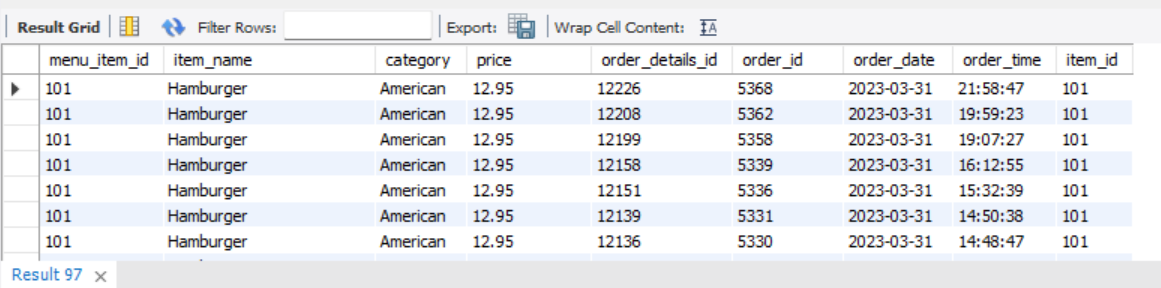 Result Grid Filter Rows: Export: Wrap Cell Content: IA
menu_item_id item_name category price order_details_id order_id order_date order_time item_id
101 Hamburger American 12.95 12226 5368 2023-03-31 21:58:47 101
101 Hamburger American 12.95 12208 5362 2023-03-31 19:59:23 101
101 Hamburger American 12.95 12199 5358 2023-03-31 19:07:27 101
101 Hamburger American 12.95 12158 5339 2023-03-31 16:12:55 101
101 Hamburger American 12.95 12151 5336 2023-03-31 15:32:39 101
101 Hamburger American 12.95 12139 5331 2023-03-31 14:50:38 101
101 Hamburger American 12.95 12136 5330 2023-03-31 14:48:47 101
Result 97 ×